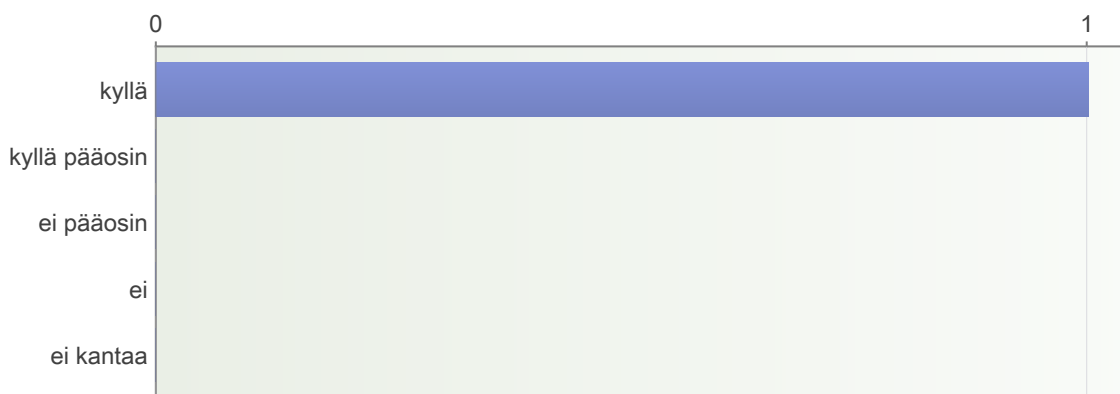 0 1
kyllä
kyllä pääosin
ei pääosin
ei
ei kantaa